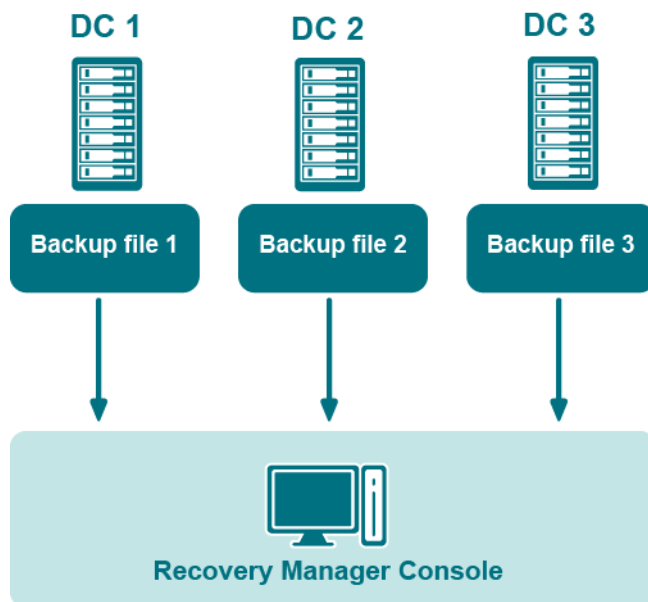 DC 1
DC 2
DC 3
Backup file 1
Backup file 2
Backup file 3
Recovery Manager Console